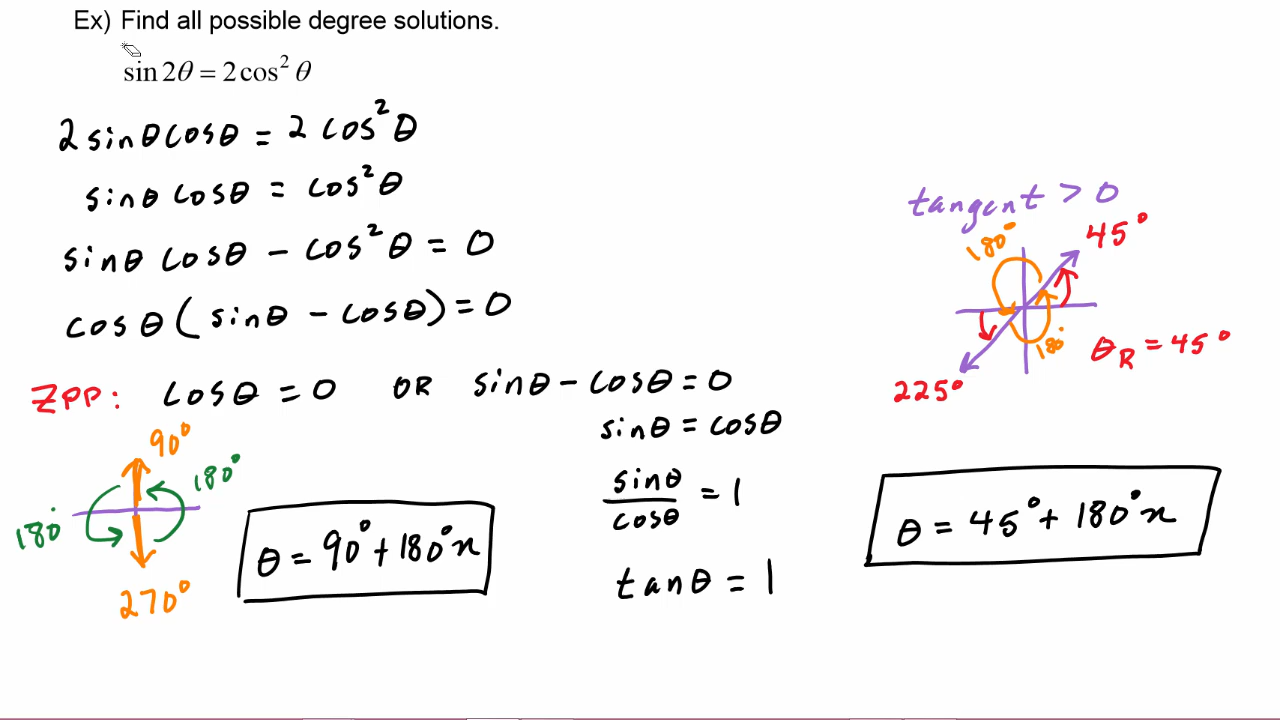 Ex) Find all possible degree solutions.
sin 2θ = 2 cos² θ
2 sinθ cosθ = 2 cos²θ
sinθ cosθ = cos²θ
sinθ cosθ - cos²θ = 0
cosθ ( sinθ - cosθ ) = 0
ZPP: cosθ = 0 OR sinθ - cosθ = 0
90°
180°
180°
270°
θ = 90° + 180°n
sinθ = cosθ
sinθ
cosθ = 1
tanθ = 1
tangent > 0
180°
45°
180°
θR = 45°
225°
θ = 45° + 180°n